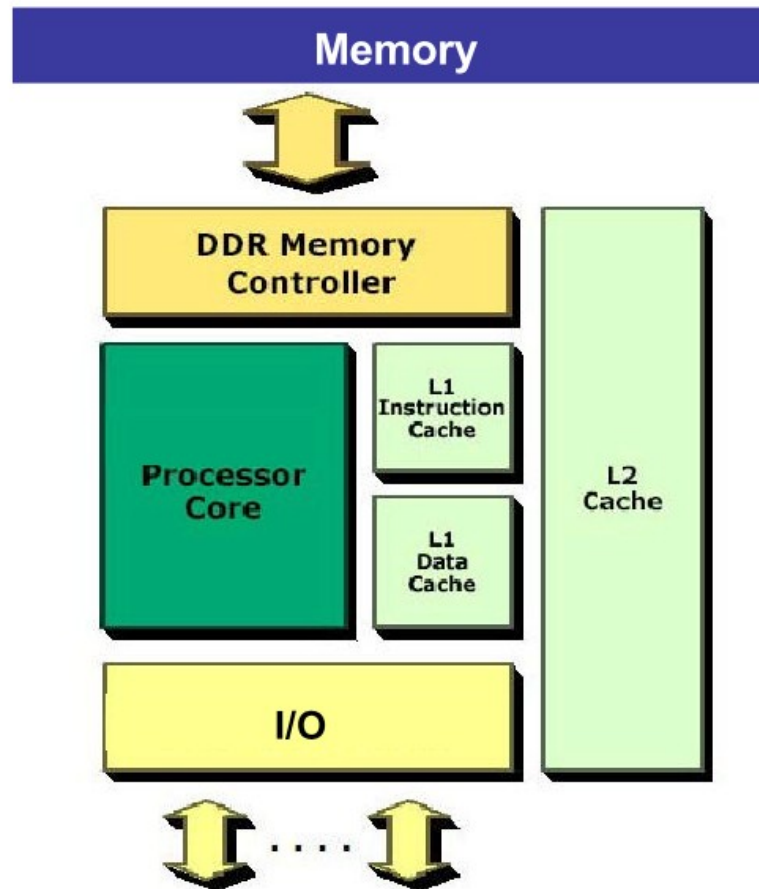 Memory
DDR Memory
Controller
Processor
Core
L1
Instruction
Cache
L1
Data
Cache
L2
Cache
I/O
. . . .